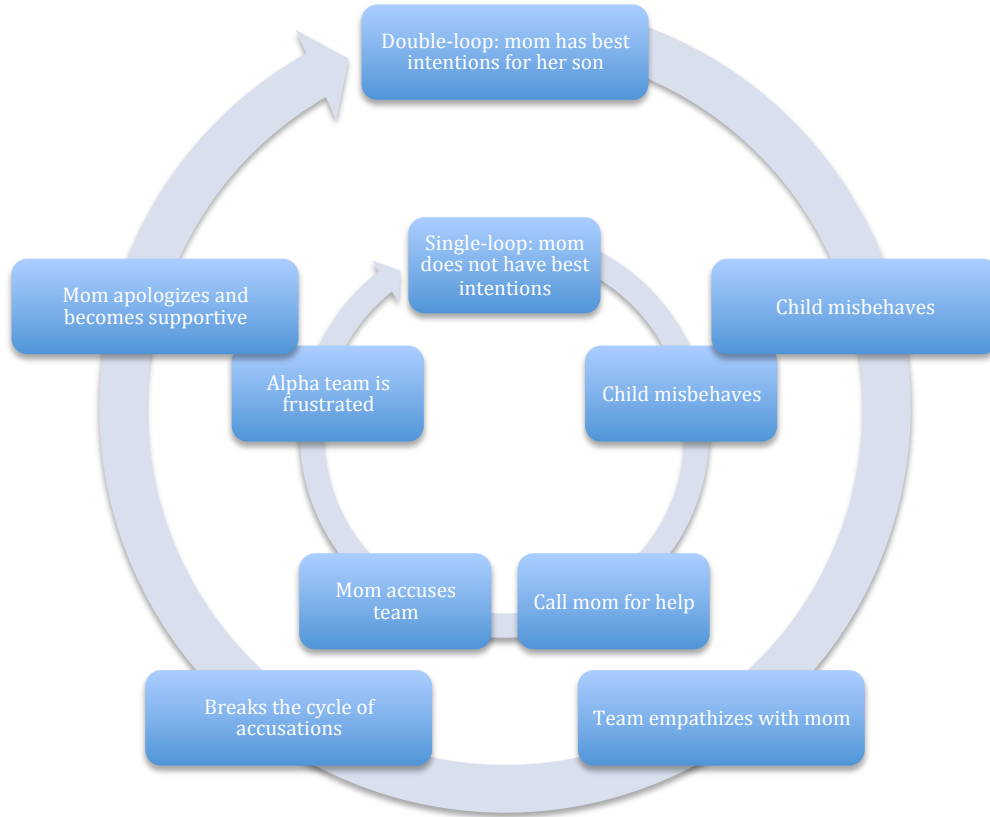 Double-loop: mom has best
intentions for her son
Single-loop: mom
does not have best
intentions
Mom apologizes and
becomes supportive
Child misbehaves
Alpha team is
frustrated
Child misbehaves
Mom accuses
team
Call mom for help
Breaks the cycle of
accusations
Team empathizes with mom